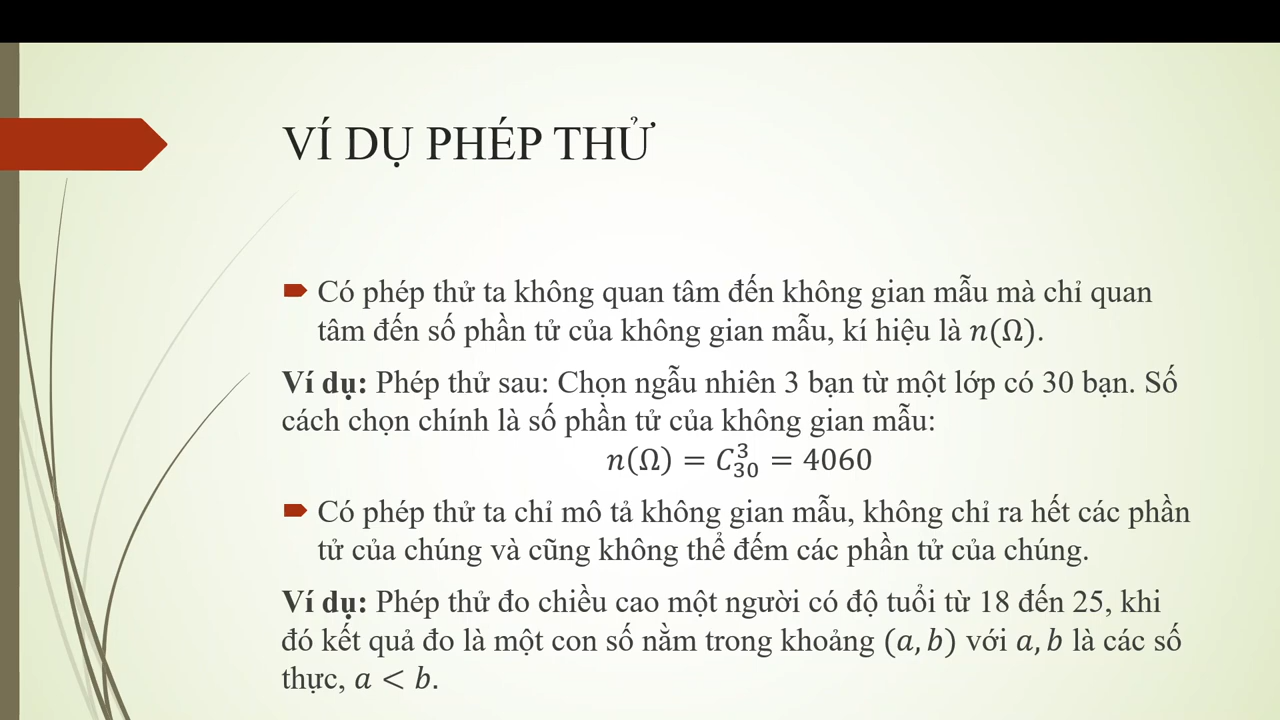 VÍ DỤ PHÉP THỬ
Có phép thử ta không quan tâm đến không gian mẫu mà chỉ quan
tâm đến số phần tử của không gian mẫu, kí hiệu là n(Ω).
Ví dụ: Phép thử sau: Chọn ngẫu nhiên 3 bạn từ một lớp có 30 bạn. Số
cách chọn chính là số phần tử của không gian mẫu:
n(Ω) = C₃₀³ = 4060
Có phép thử ta chỉ mô tả không gian mẫu, không chỉ ra hết các phần
tử của chúng và cũng không thể đếm các phần tử của chúng.
Ví dụ: Phép thử đo chiều cao một người có độ tuổi từ 18 đến 25, khi
đó kết quả đo là một con số nằm trong khoảng (a, b) với a, b là các số
thực, a < b.